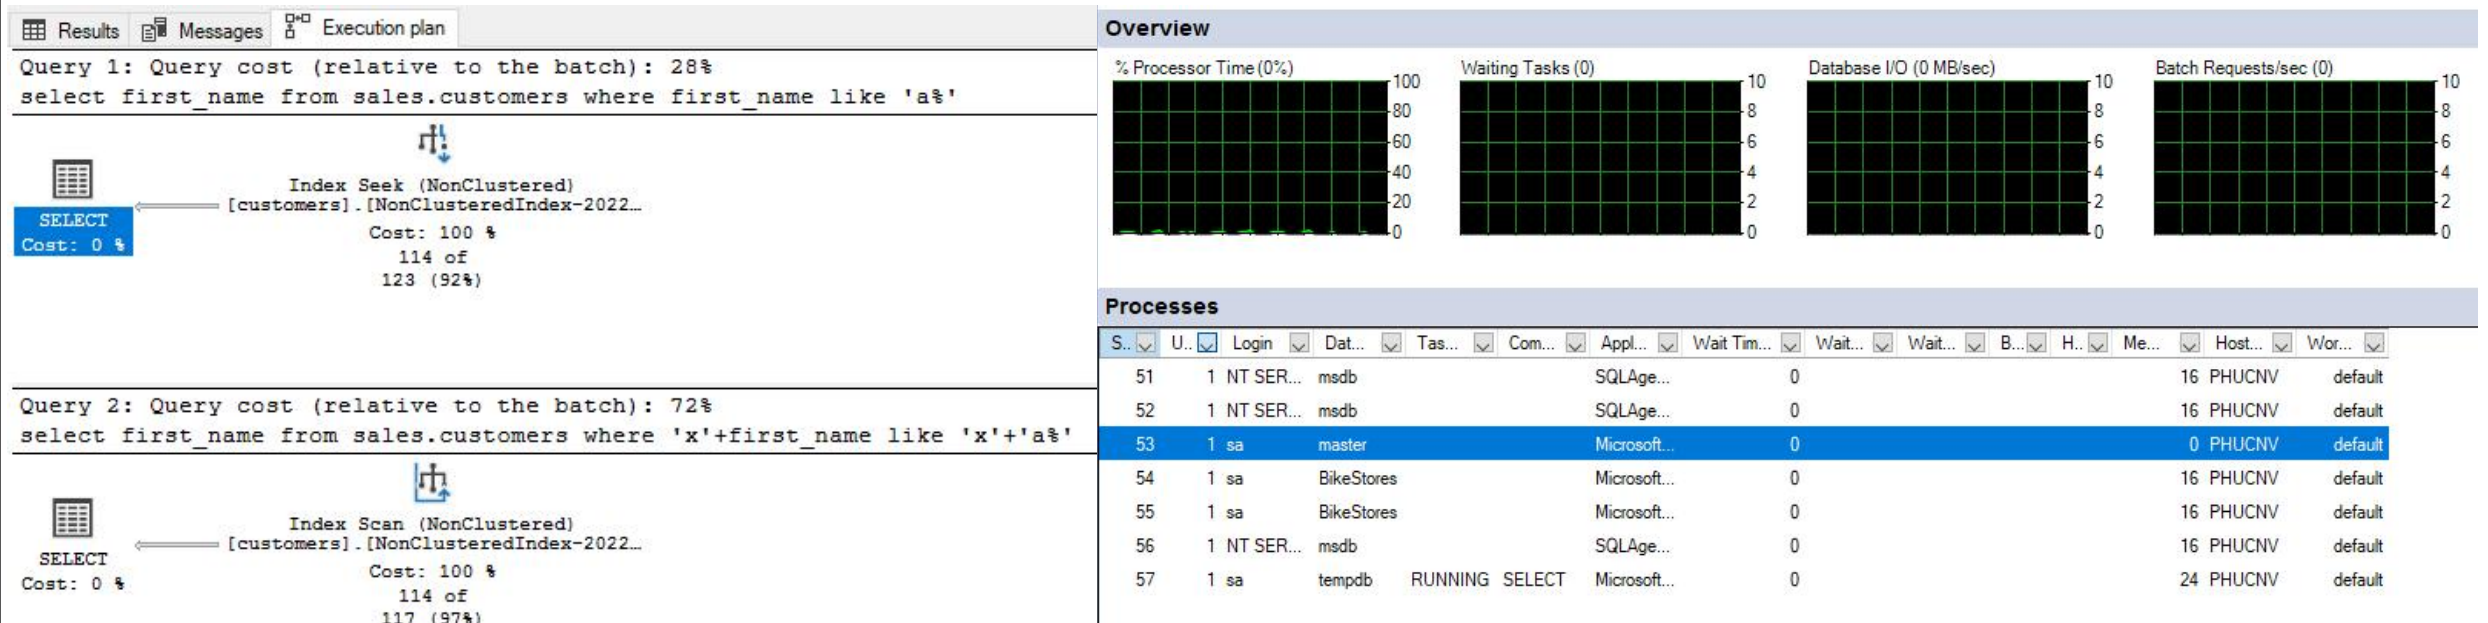 Results Messages Execution plan
Query 1: Query cost (relative to the batch): 28%
select first_name from sales.customers where first_name like 'a%'
Index Seek (NonClustered)
[customers].[NonClusteredIndex-2022…
Cost: 100 %
114 of
123 (92%)
SELECT
Cost: 0 %
Query 2: Query cost (relative to the batch): 72%
select first_name from sales.customers where 'x'+first_name like 'x'+'a%'
Index Scan (NonClustered)
[customers].[NonClusteredIndex-2022…
Cost: 100 %
114 of
117 (97%)
SELECT
Cost: 0 %
Overview
% Processor Time (0%)
100
80
60
40
20
0
Waiting Tasks (0)
10
8
6
4
2
0
Database I/O (0 MB/sec)
10
8
6
4
2
0
Batch Requests/sec (0)
10
8
6
4
2
0
Processes
S.. U.. Login Dat... Tas... Com... Appl... Wait Tim... Wait... Wait... B... H.. Me... Host... Wor...
51 1 NT SER... msdb SQLAge... 0 16 PHUCNV default
52 1 NT SER... msdb SQLAge... 0 16 PHUCNV default
53 1 sa master Microsoft... 0 0 PHUCNV default
54 1 sa BikeStores Microsoft... 0 16 PHUCNV default
55 1 sa BikeStores Microsoft... 0 16 PHUCNV default
56 1 NT SER... msdb SQLAge... 0 16 PHUCNV default
57 1 sa tempdb RUNNING SELECT Microsoft... 0 24 PHUCNV default